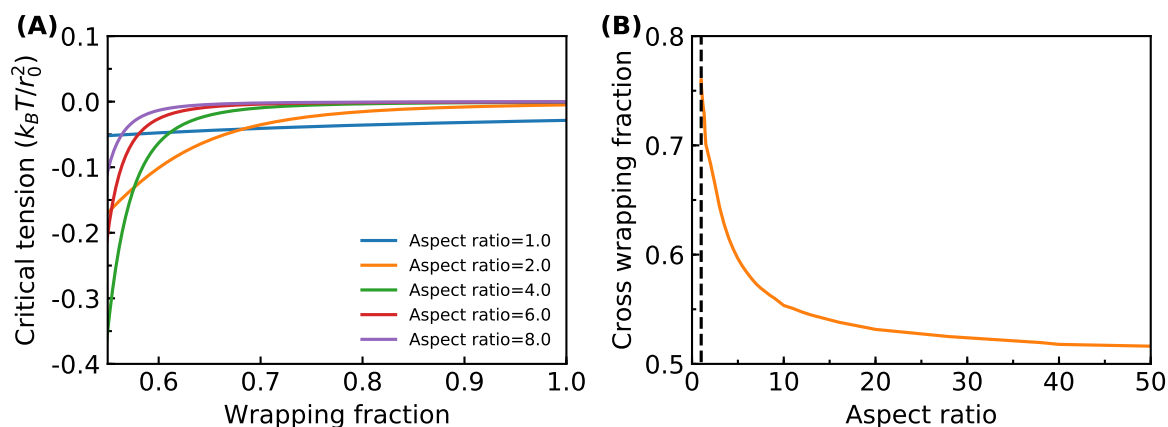 (A)
Critical tension (k_BT/r_0^2)
0.1
0.0
-0.1
-0.2
-0.3
-0.4
0.6
0.7
0.8
0.9
1.0
Wrapping fraction
Aspect ratio=1.0
Aspect ratio=2.0
Aspect ratio=4.0
Aspect ratio=6.0
Aspect ratio=8.0
(B)
Cross wrapping fraction
0.8
0.7
0.6
0.5
0
10
20
30
40
50
Aspect ratio